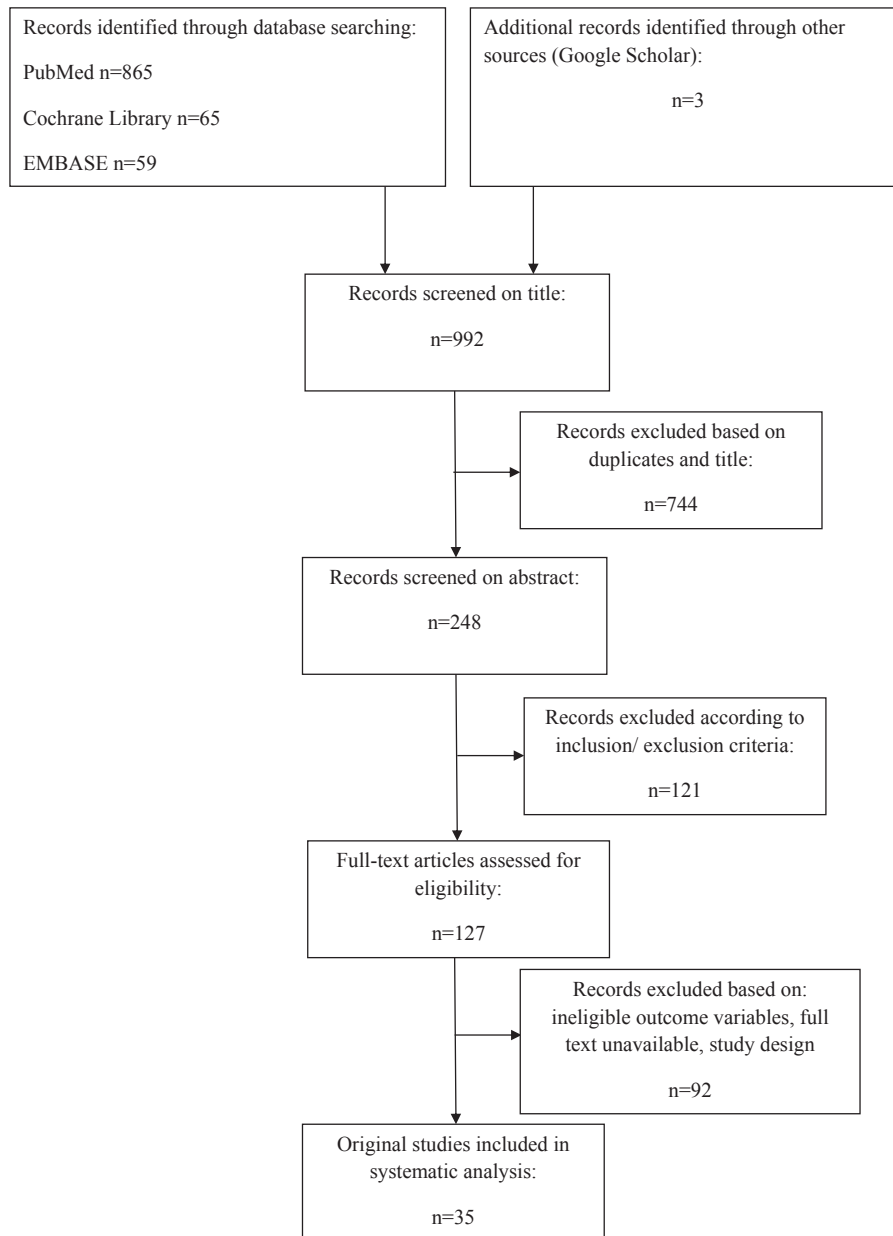 Records identified through database searching:
PubMed n=865
Cochrane Library n=65
EMBASE n=59
Additional records identified through other
sources (Google Scholar):
n=3
Records screened on title:
n=992
Records excluded based on
duplicates and title:
n=744
Records screened on abstract:
n=248
Records excluded according to
inclusion/ exclusion criteria:
n=121
Full-text articles assessed for
eligibility:
n=127
Records excluded based on:
ineligible outcome variables, full
text unavailable, study design
n=92
Original studies included in
systematic analysis:
n=35